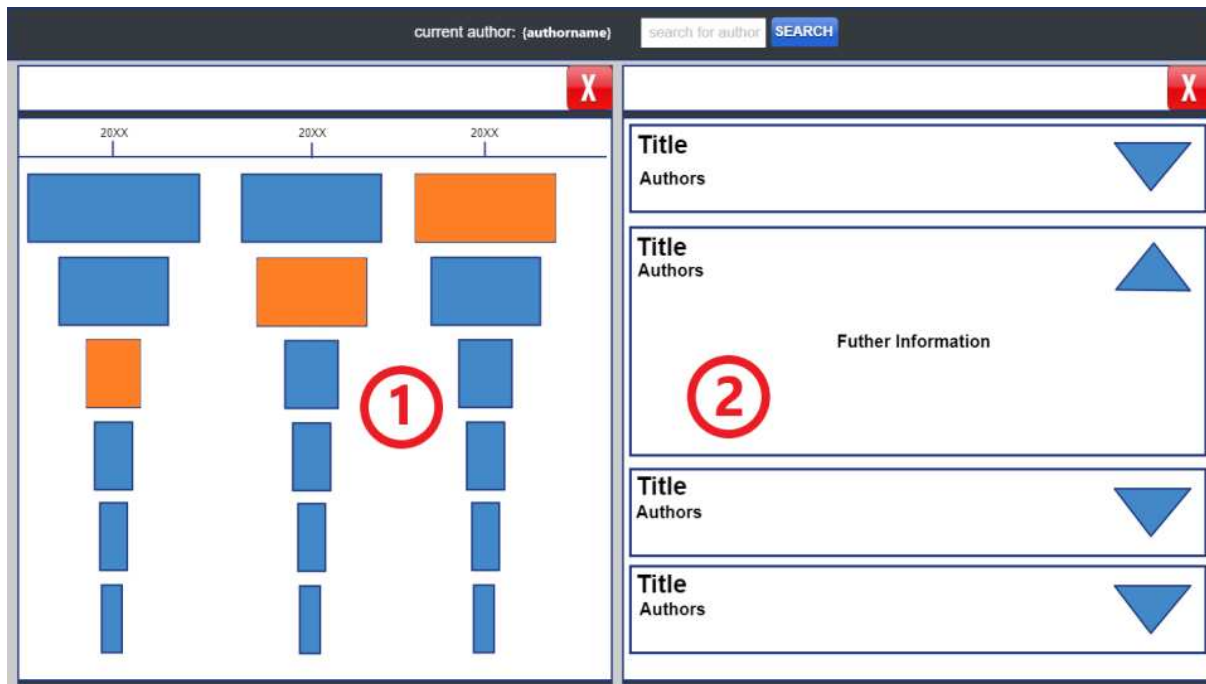 current author: {authorname} search for author SEARCH
X
20XX 20XX 20XX
1
X
Title
Authors
Title
Authors
Futher Information
2
Title
Authors
Title
Authors